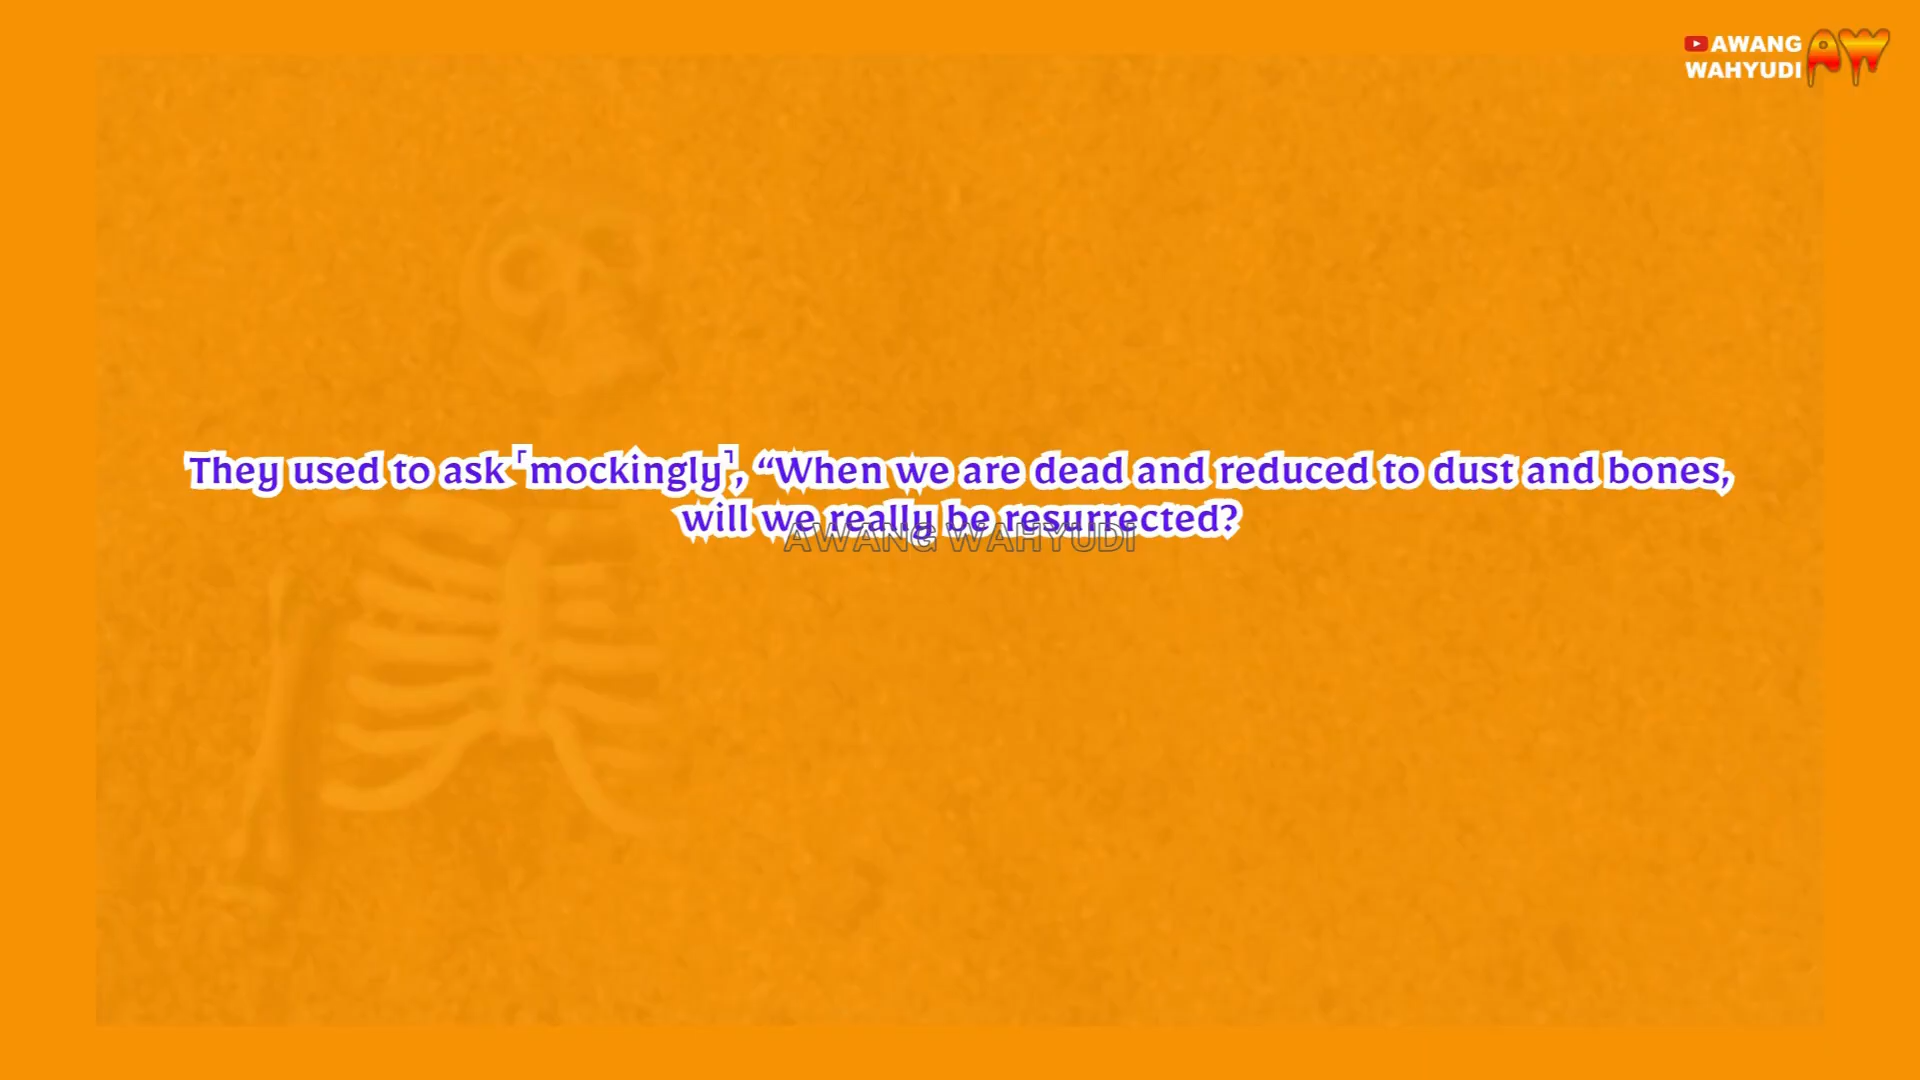 AWANG
WAHYUDI
AW
They used to ask ˹mockingly˺, “When we are dead and reduced to dust and bones,
will we really be resurrected?
AWANG WAHYUDI